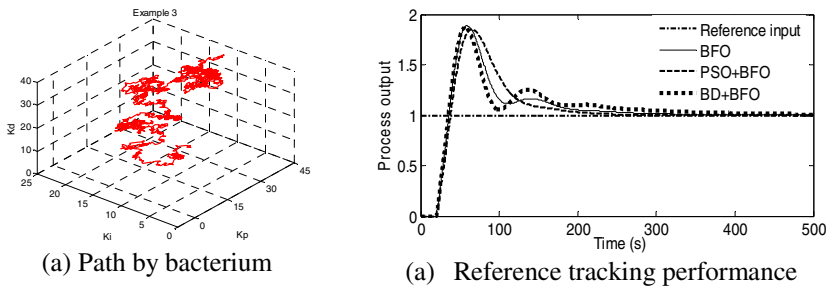 Example 3
40
30
20
10
0
Kd
25
20
15
10
5
0
Ki
0
15
30
45
Kp
(a) Path by bacterium
2
1.5
1
0.5
0
Process output
0 100 200 300 400 500
Time (s)
Reference input
BFO
PSO+BFO
BD+BFO
(a) Reference tracking performance